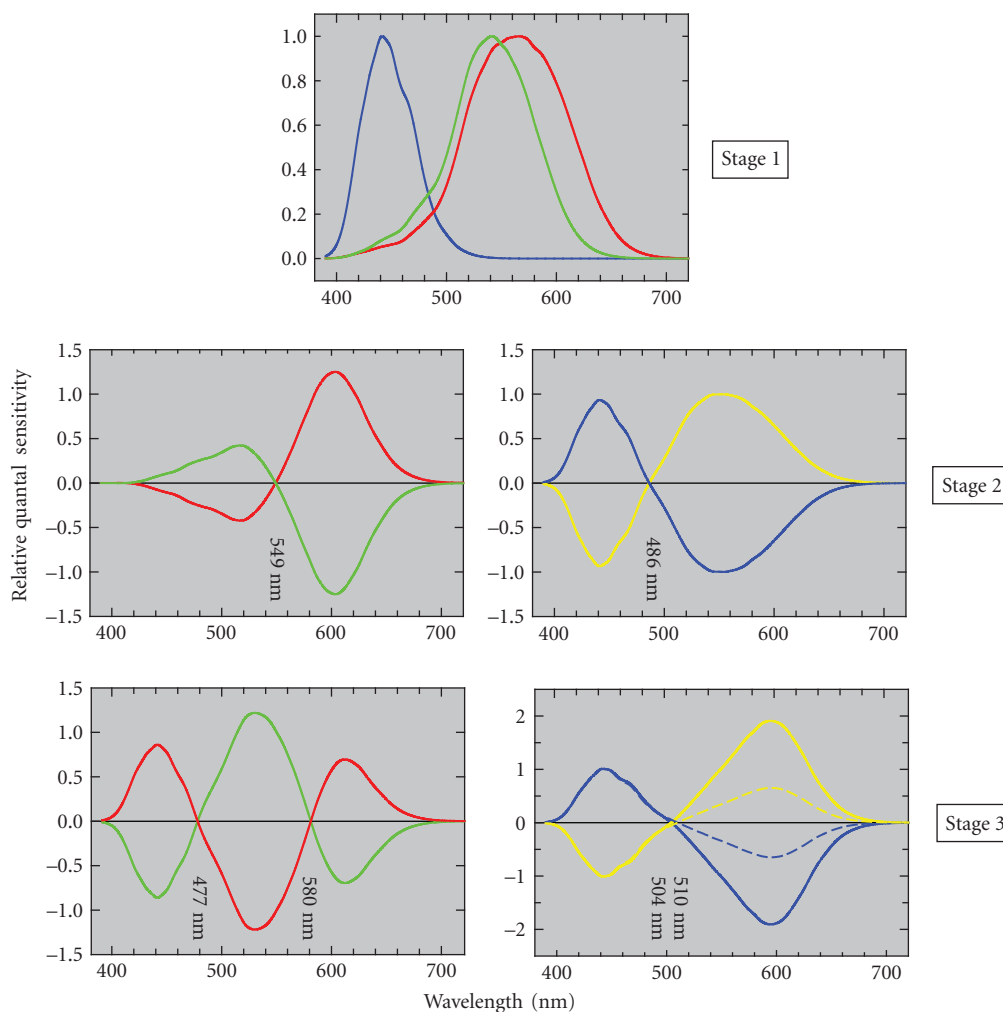 1.0
0.8
0.6
0.4
0.2
0.0
400 500 600 700
Stage 1
Relative quantal sensitivity
1.5
1.0
0.5
0.0
−0.5
−1.0
−1.5
549 nm
400 500 600 700
1.5
1.0
0.5
0.0
−0.5
−1.0
−1.5
486 nm
400 500 600 700
Stage 2
1.5
1.0
0.5
0.0
−0.5
−1.0
−1.5
477 nm
580 nm
400 500 600 700
2
1
0
−1
−2
510 nm
504 nm
400 500 600 700
Stage 3
Wavelength (nm)